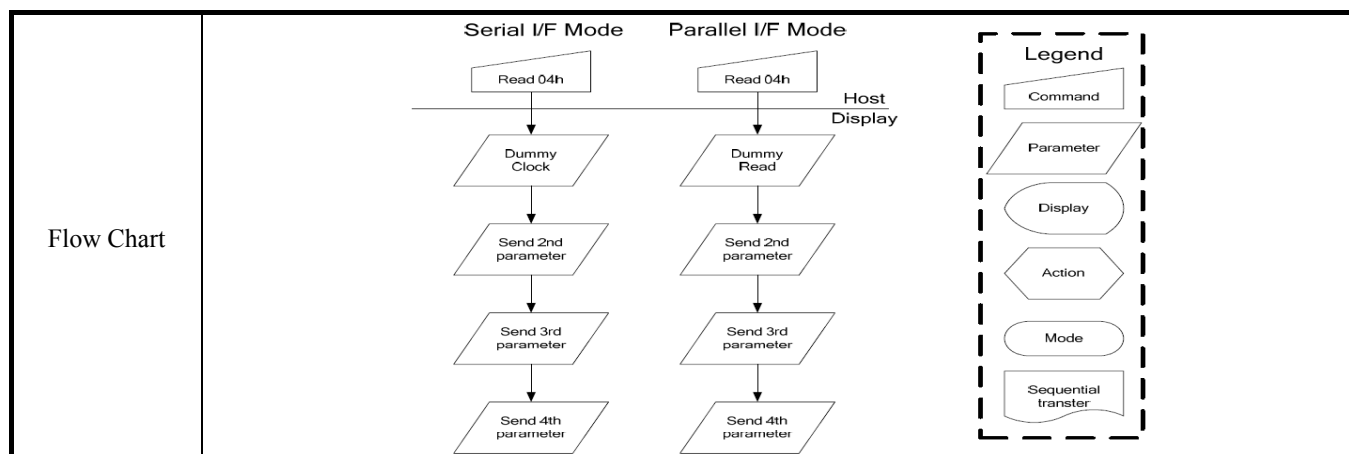 Flow Chart
Serial I/F Mode
Read 04h
Dummy
Clock
Send 2nd
parameter
Send 3rd
parameter
Send 4th
parameter
Parallel I/F Mode
Read 04h
Host
Display
Dummy
Read
Send 2nd
parameter
Send 3rd
parameter
Send 4th
parameter
Legend
Command
Parameter
Display
Action
Mode
Sequential
transter